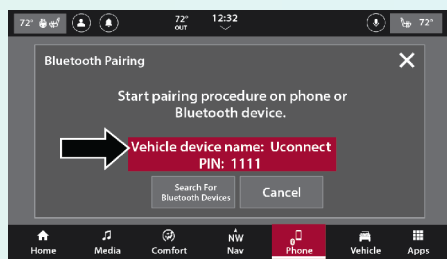 72° 72° OUT 12:32 72°
Bluetooth Pairing
Start pairing procedure on phone or
Bluetooth device.
Vehicle device name: Uconnect
PIN: 1111
Search For
Bluetooth Devices
Cancel
Home Media Comfort NW Nav Phone Vehicle Apps